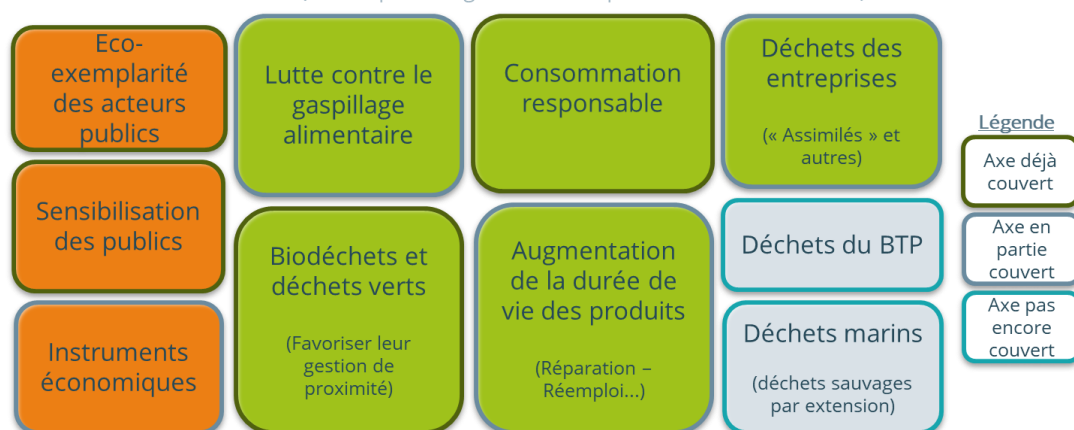 Eco-
exemplarité
des acteurs
publics
Lutte contre le
gaspillage
alimentaire
Consommation
responsable
Déchets des
entreprises
(« Assimilés » et
autres)
Sensibilisation
des publics
Biodéchets et
déchets verts
(Favoriser leur
gestion de
proximité)
Augmentation
de la durée de
vie des produits
(Réparation –
Réemploi...)
Déchets du BTP
Instruments
économiques
Déchets marins
(déchets sauvages
par extension)
Légende
Axe déjà
couvert
Axe en
partie
couvert
Axe pas
encore
couvert